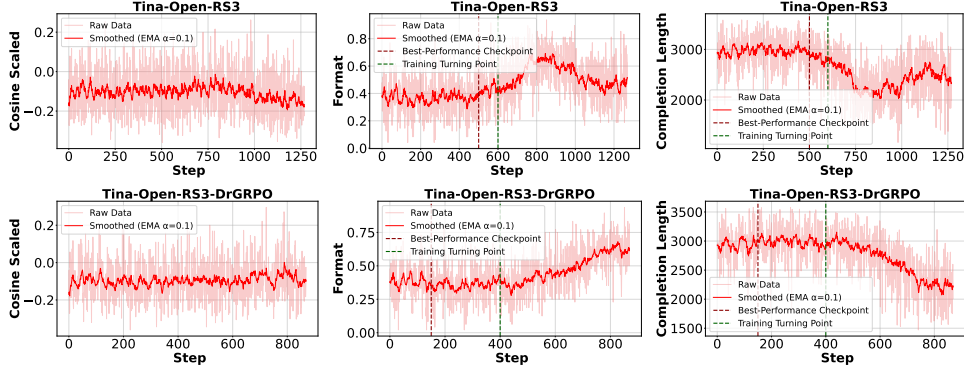 Tina-Open-RS3
Cosine Scaled
0.2
0.0
−0.2
Raw Data
Smoothed (EMA α=0.1)
0 250 500 750 1000 1250
Step
Tina-Open-RS3
Format
0.8
0.6
0.4
0.2
0.0
Raw Data
Smoothed (EMA α=0.1)
Best-Performance Checkpoint
Training Turning Point
0 200 400 600 800 1000 1200
Step
Tina-Open-RS3
Completion Length
3000
2000
Raw Data
Smoothed (EMA α=0.1)
Best-Performance Checkpoint
Training Turning Point
0 250 500 750 1000 1250
Step
Tina-Open-RS3-DrGRPO
Cosine Scaled
0.2
0.0
−0.2
Raw Data
Smoothed (EMA α=0.1)
0 200 400 600 800
Step
Tina-Open-RS3-DrGRPO
Format
0.75
0.50
0.25
0.00
Raw Data
Smoothed (EMA α=0.1)
Best-Performance Checkpoint
Training Turning Point
0 200 400 600 800
Step
Tina-Open-RS3-DrGRPO
Completion Length
3500
3000
2500
2000
1500
Raw Data
Smoothed (EMA α=0.1)
Best-Performance Checkpoint
Training Turning Point
0 200 400 600 800
Step